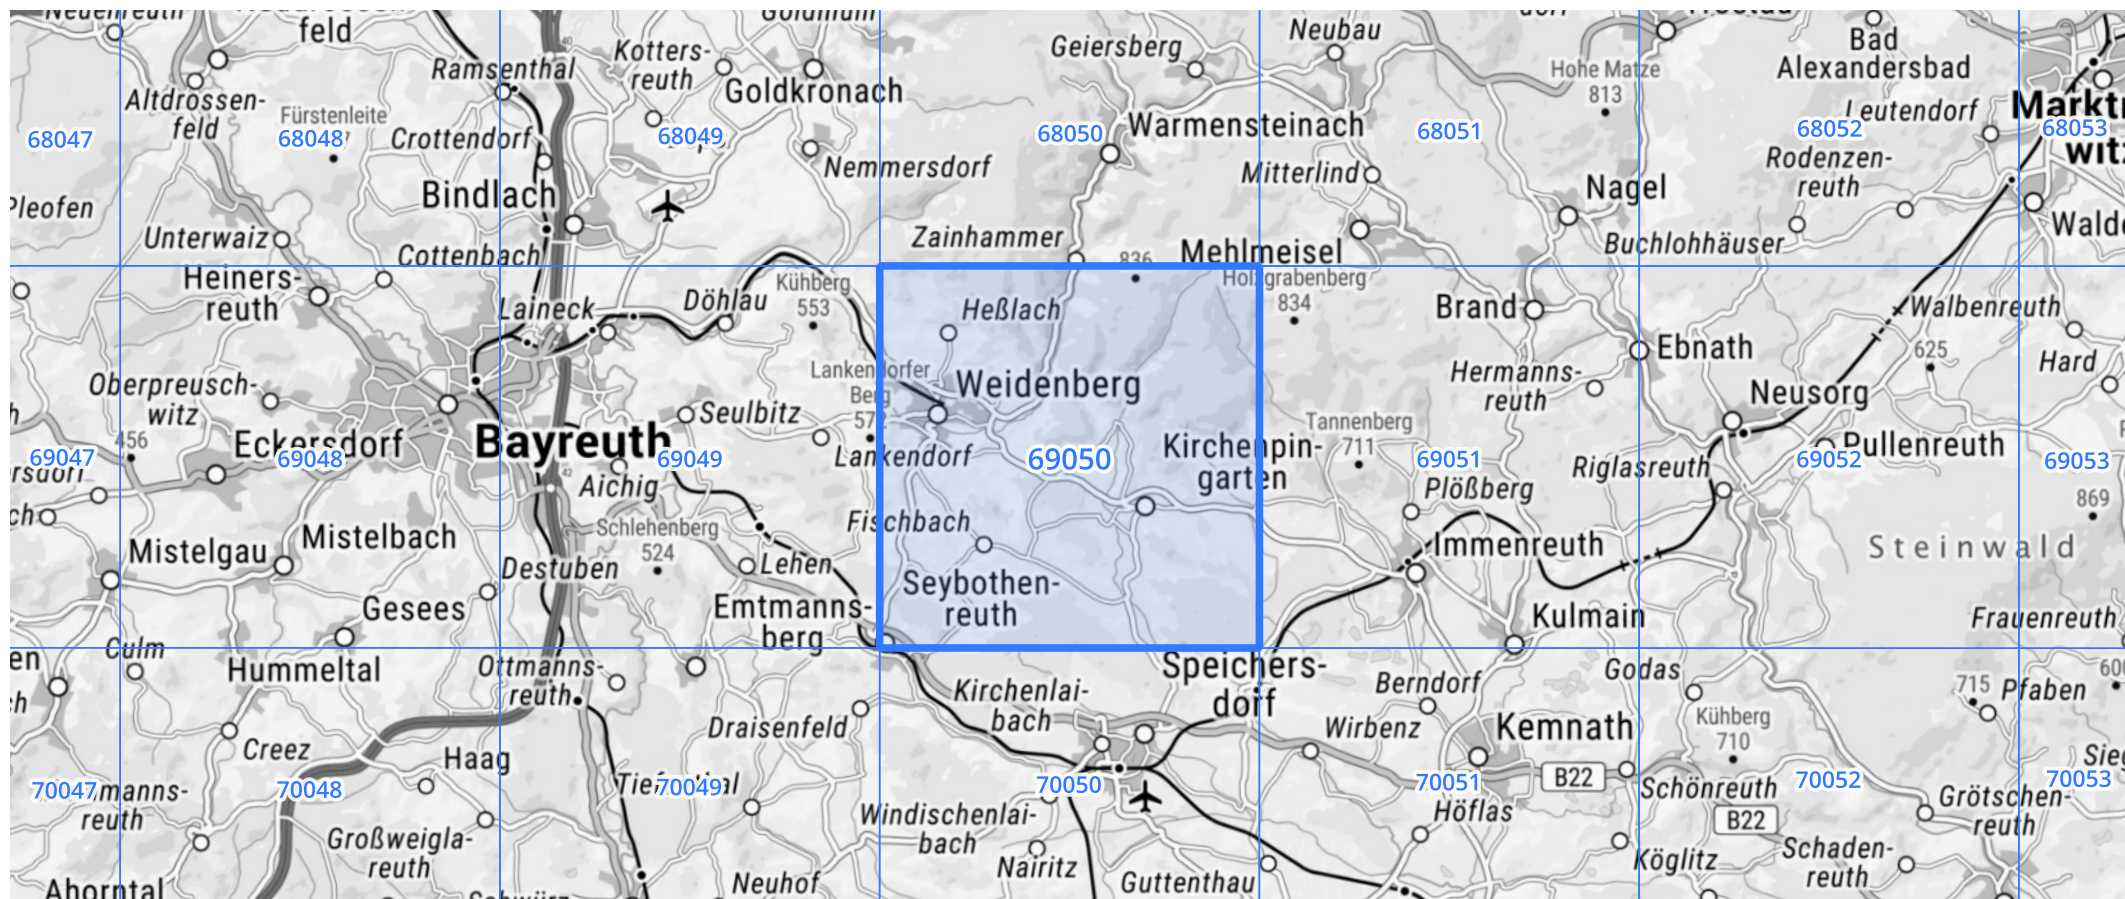 feld
Geiersberg
Neubau
Bad
Alexandersbad
Ramsenthal
40
Kotters-
reuth
Goldkronach
Hohe Matze
813
Leutendorf
Altdrossen-
feld
Fürstenleite
Crottendorf
68047
68048
68049
68050
Warmensteinach
68051
68052
68053
Nemmersdorf
Mitterlind
Rodenzen-
reuth
Bindlach
Nagel
Pleofen
Unterwaiz
Cottenbach
Zainhammer
Mehlmeisel
Buchlohhäuser
836
Heiners-
reuth
Laineck
Döhlau
Kühberg
553
Heßlach
834
Brand
Walbenreuth
Ebnath
625
Hard
Oberpreusch-
witz
Lankendorfer
Berg
Weidenberg
Hermanns-
reuth
Neusorg
Seulbitz
Tannenberg
711
456
Eckersdorf
Bayreuth
Lankendorf
Kirchenpin-
garten
Pullenreuth
69047
69048
69049
69050
69051
69052
69053
Riglasreuth
42
Aichig
Plößberg
869
Mistelgau
Mistelbach
Schlehenberg
524
Fischbach
Immenreuth
Steinwald
Destuben
Lehen
Gesees
Emtmanns-
berg
Seybothen-
reuth
Kulmain
Frauenreuth
Culm
Hummeltal
Ottmanns-
reuth
Speichers-
dorf
Godas
Kirchenlai-
bach
Berndorf
715
Pfaben
Draisenfeld
Wirbenz
Kemnath
Kühberg
710
Creez
Haag
B22
70047
70048
70049
70050
70051
70052
70053
Schönreuth
reuth
Großweigla-
reuth
Windischenlai-
bach
Höflas
B22
Grötschen-
reuth
Nairitz
Köglitz
Schaden-
reuth
Ahorntal
Neuhof
Guttenthau